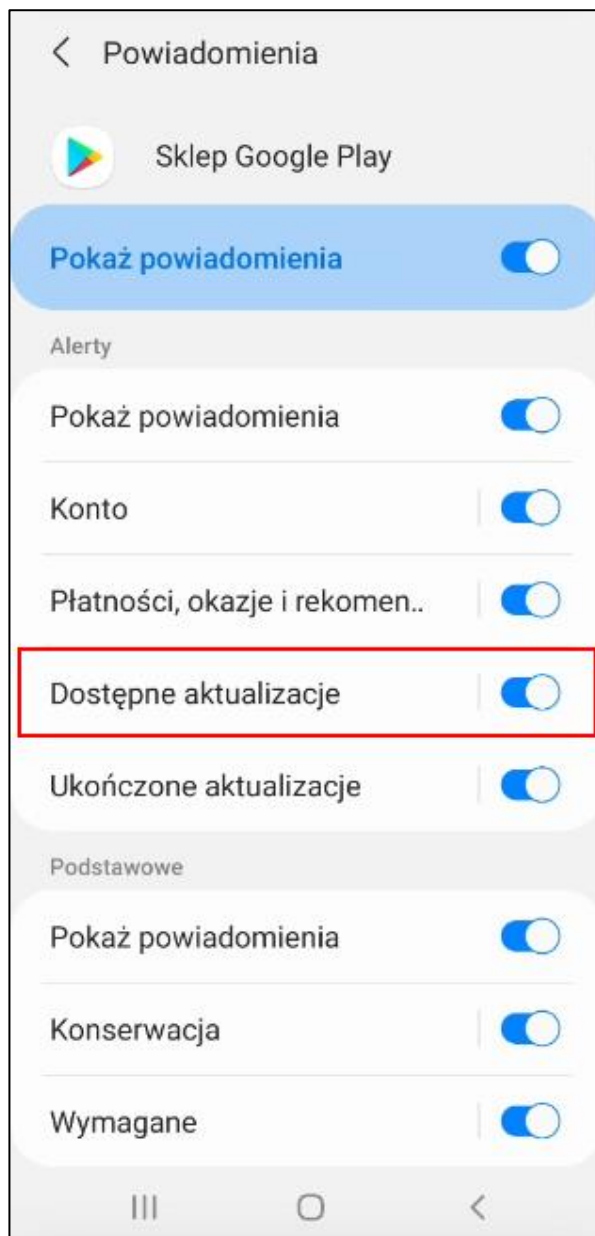 Powiadomienia
Sklep Google Play
Pokaż powiadomienia
Alerty
Pokaż powiadomienia
Konto
Płatności, okazje i rekomen..
Dostępne aktualizacje
Ukończone aktualizacje
Podstawowe
Pokaż powiadomienia
Konserwacja
Wymagane